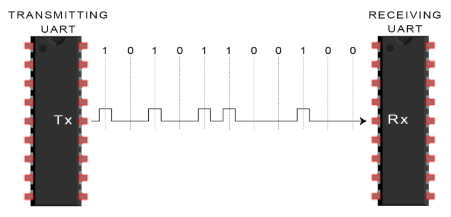 TRANSMITTING
UART
RECEIVING
UART
1 0 1 0 1 1 0 0 1 0 0
Tx
Rx